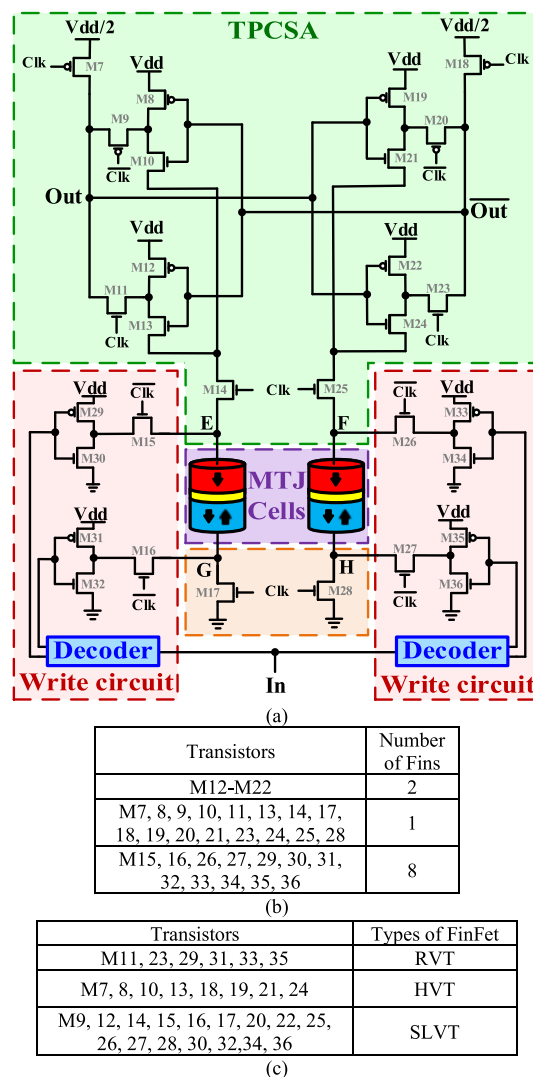 TPCSA
Vdd/2
Vdd/2
Clk
M7
Vdd
M8
Vdd
M19
M18
Clk
M9
M20
M10
M21
Clk
Clk
Out
Out
Vdd
M12
Vdd
M22
M11
M23
M13
M24
Clk
Clk
M14
Clk
M25
Vdd
M29
Clk
M15
E
F
Clk
M26
Vdd
M33
M30
M34
MTJ
Cells
Vdd
M31
M16
M27
Vdd
M35
M32
Clk
G
H
Clk
M36
M17
Clk
M28
Decoder
Decoder
Write circuit
In
Write circuit
(a)
Transistors Number of Fins
M12-M22 2
M7, 8, 9, 10, 11, 13, 14, 17,
18, 19, 20, 21, 23, 24, 25, 28 1
M15, 16, 26, 27, 29, 30, 31,
32, 33, 34, 35, 36 8
(b)
Transistors Types of FinFet
M11, 23, 29, 31, 33, 35 RVT
M7, 8, 10, 13, 18, 19, 21, 24 HVT
M9, 12, 14, 15, 16, 17, 20, 22, 25,
26, 27, 28, 30, 32,34, 36 SLVT
(c)